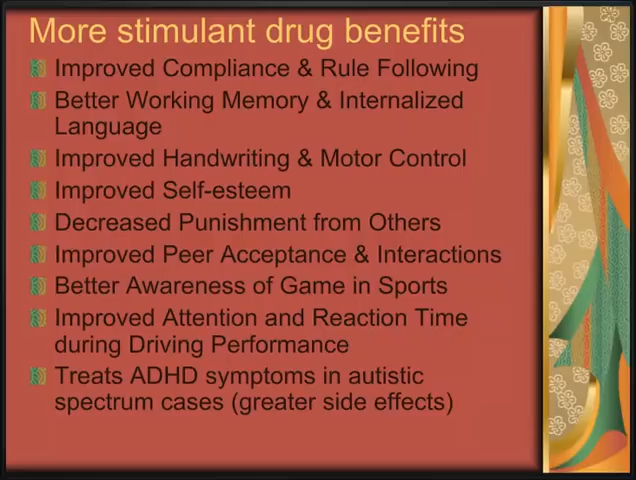 More stimulant drug benefits
Improved Compliance & Rule Following
Better Working Memory & Internalized
Language
Improved Handwriting & Motor Control
Improved Self-esteem
Decreased Punishment from Others
Improved Peer Acceptance & Interactions
Better Awareness of Game in Sports
Improved Attention and Reaction Time
during Driving Performance
Treats ADHD symptoms in autistic
spectrum cases (greater side effects)